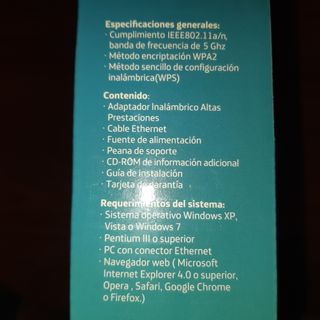 Especificaciones generales:
· Cumplimiento IEEE802.11a/n,
banda de frecuencia de 5 Ghz
· Método encriptación WPA2
· Método sencillo de configuración
inalámbrica(WPS)
Contenido:
· Adaptador Inalámbrico Altas
Prestaciones
· Cable Ethernet
· Fuente de alimentación
· Peana de soporte
· CD-ROM de información adicional
· Guía de instalación
· Tarjeta de garantía
Requerimientos del sistema:
· Sistema operativo Windows XP,
Vista o Windows 7
· Pentium III o superior
· PC con conector Ethernet
· Navegador web ( Microsoft
Internet Explorer 4.0 o superior,
Opera , Safari, Google Chrome
o Firefox.)